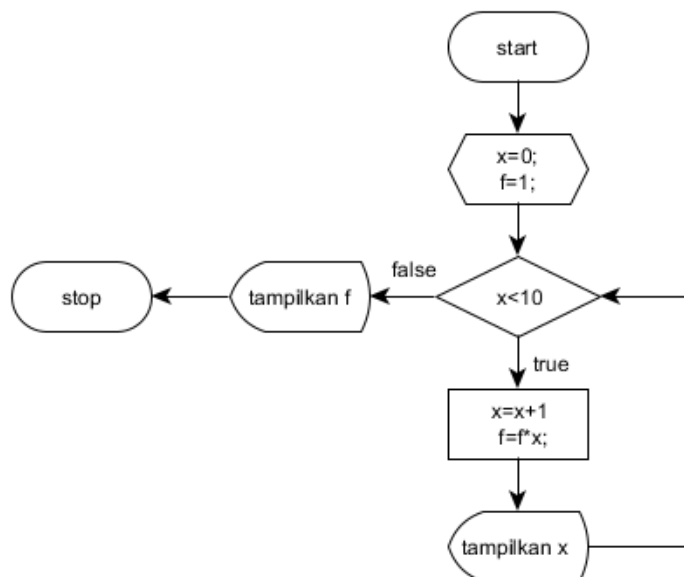 start
x=0;
f=1;
x<10
false
tampilkan f
stop
true
x=x+1
f=f*x;
tampilkan x